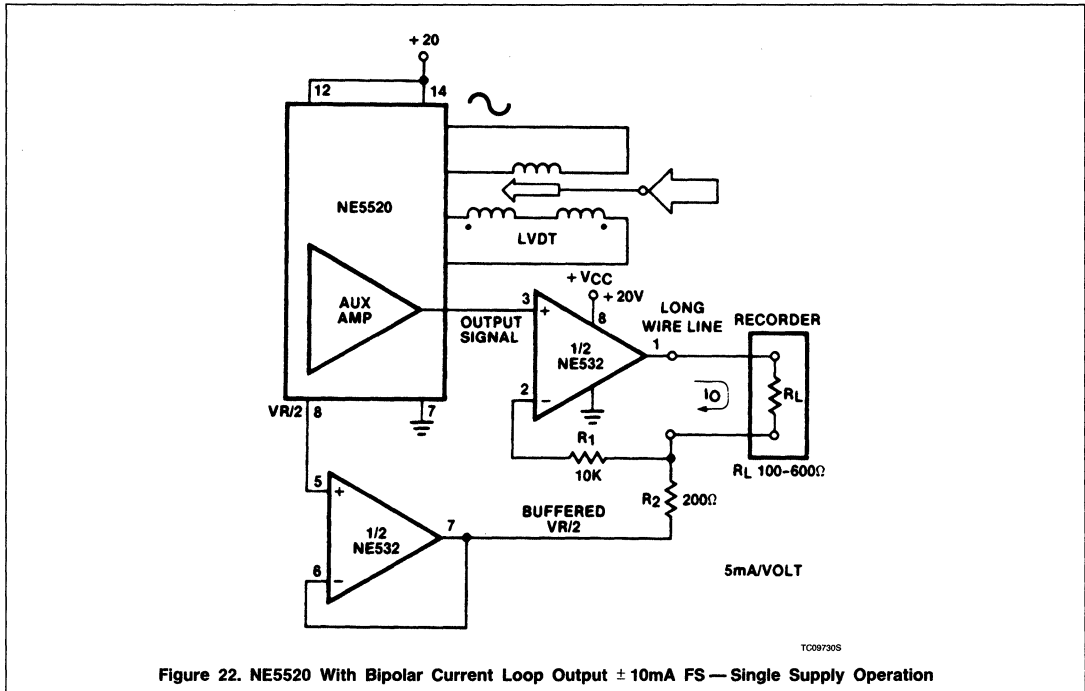 + 20
12
14
NE5520
LVDT
+ VCC
+ 20V
AUX
AMP
OUTPUT
SIGNAL
3
+
8
1/2
NE532
2
−
1
LONG
WIRE LINE
RECORDER
IO
RL
RL 100-600Ω
VR/2
8
7
R1
10K
R2
200Ω
5
+
1/2
NE532
6
−
7
BUFFERED
VR/2
5mA/VOLT
TC09730S
Figure 22. NE5520 With Bipolar Current Loop Output ± 10mA FS — Single Supply Operation